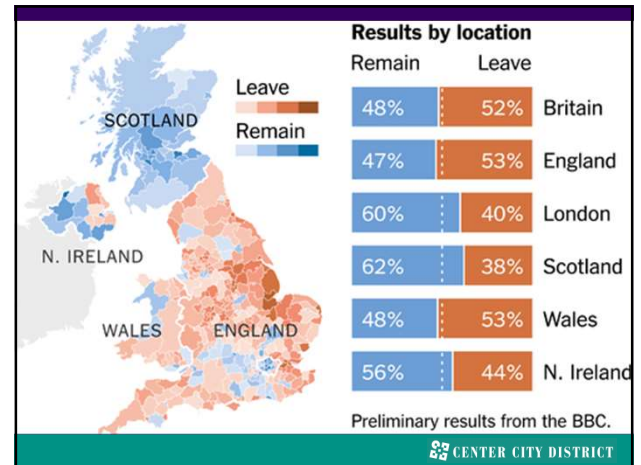 Results by location
Remain Leave
Leave
Remain
SCOTLAND
N. IRELAND
WALES ENGLAND
48% 52% Britain
47% 53% England
60% 40% London
62% 38% Scotland
48% 53% Wales
56% 44% N. Ireland
Preliminary results from the BBC.
CENTER CITY DISTRICT